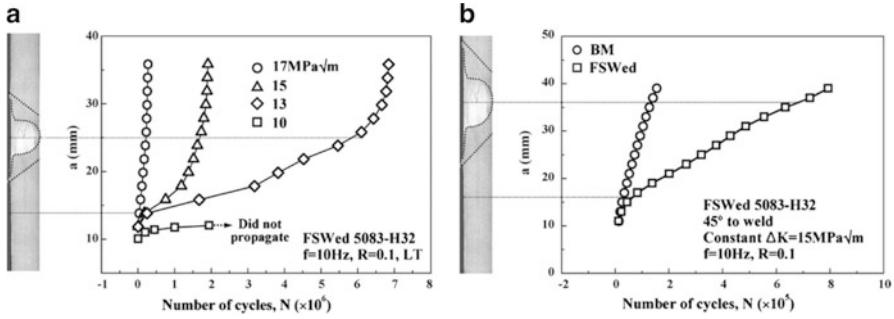 a
40
30
20
10
a (mm)
17MPa√m
15
13
10
Did not
propagate
FSWed 5083-H32
f=10Hz, R=0.1, LT
-1 0 1 2 3 4 5 6 7 8
Number of cycles, N (×10⁶)
b
50
40
30
20
10
0
a (mm)
BM
FSWed
FSWed 5083-H32
45° to weld
Constant ΔK=15MPa√m
f=10Hz, R=0.1
-2 0 2 4 6 8 10
Number of cycles, N (×10⁵)